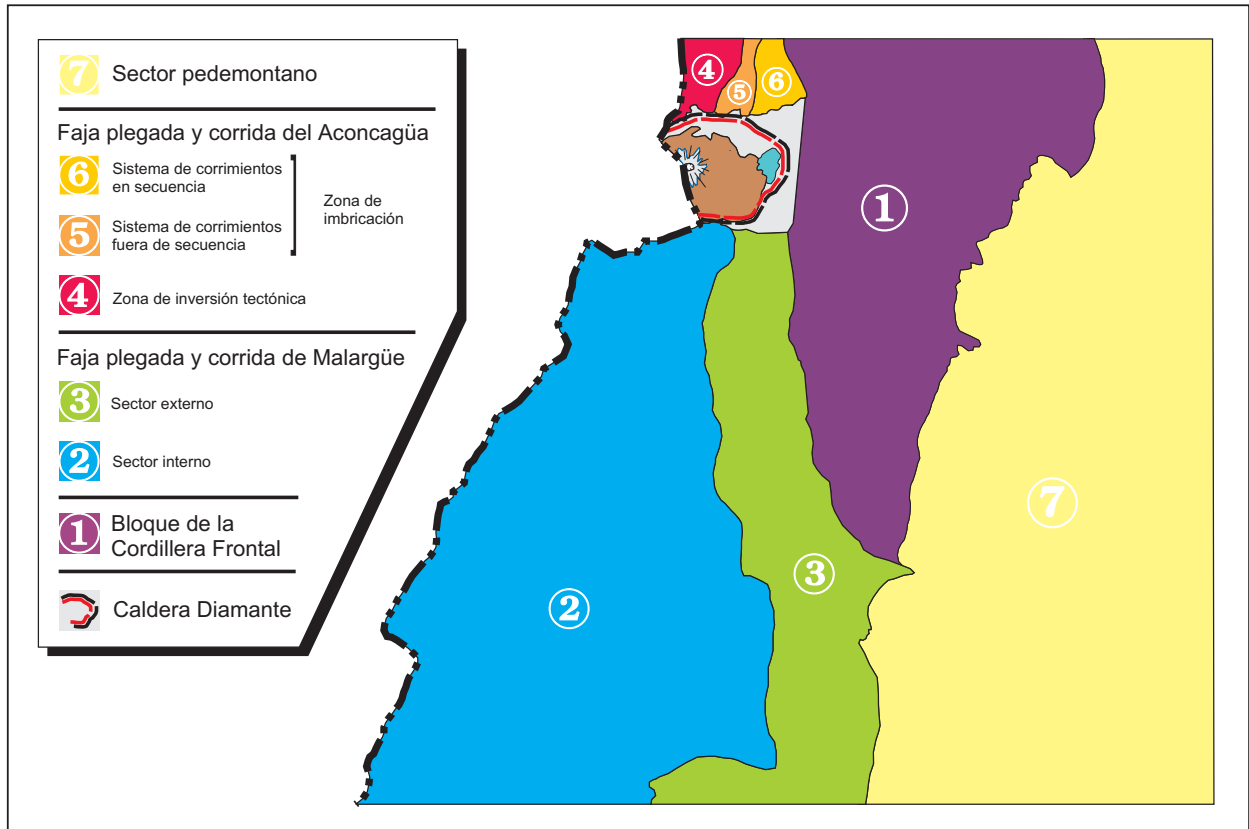 7 Sector pedemontano
Faja plegada y corrida del Aconcagüa
6 Sistema de corrimientos
en secuencia
Zona de
imbricación
5 Sistema de corrimientos
fuera de secuencia
4 Zona de inversión tectónica
Faja plegada y corrida de Malargüe
3 Sector externo
2 Sector interno
1 Bloque de la
Cordillera Frontal
Caldera Diamante
4
5
6
1
7
3
2